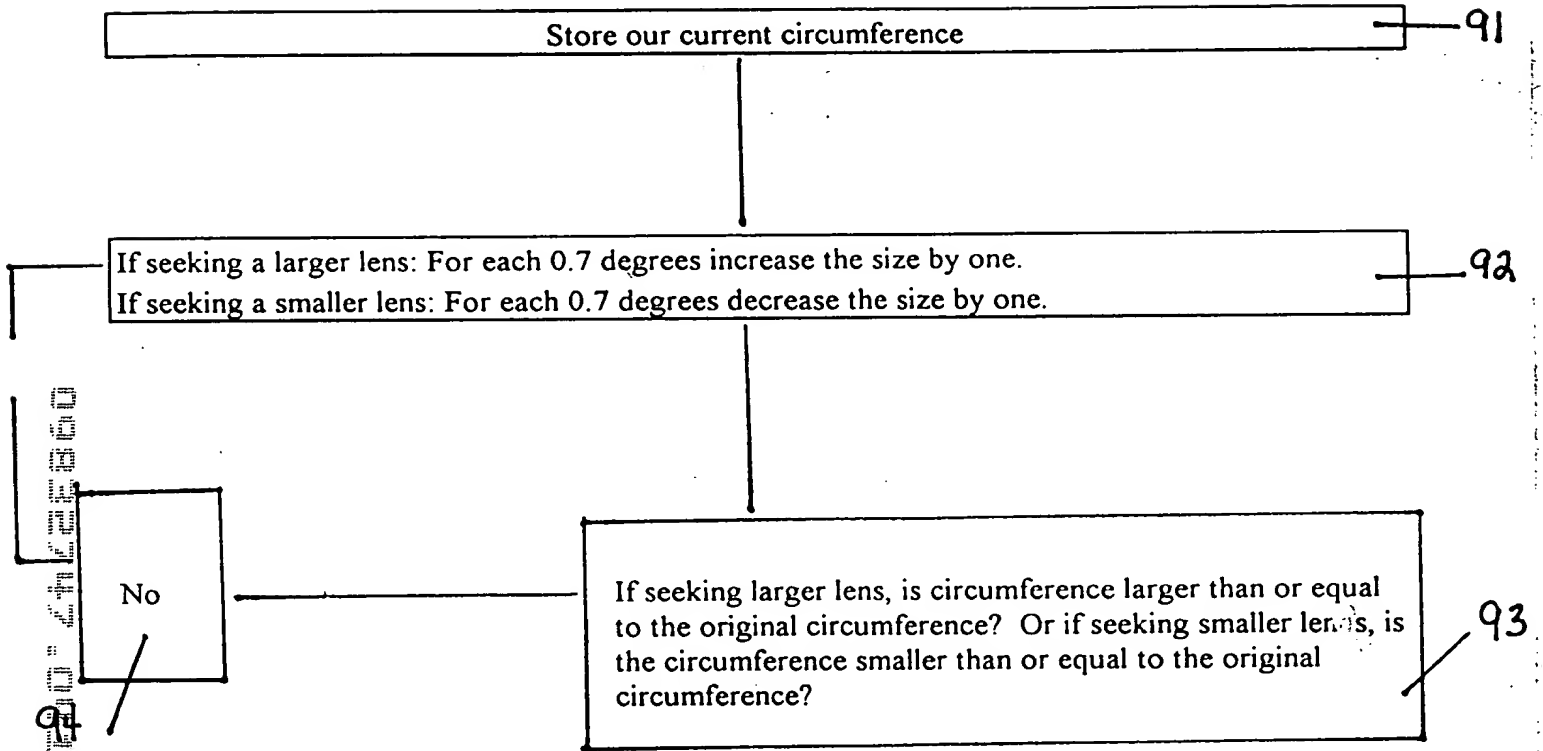 Store our current circumference
91
If seeking a larger lens: For each 0.7 degrees increase the size by one.
If seeking a smaller lens: For each 0.7 degrees decrease the size by one.
92
No
94
If seeking larger lens, is circumference larger than or equal
to the original circumference? Or if seeking smaller lens, is
the circumference smaller than or equal to the original
circumference?
93